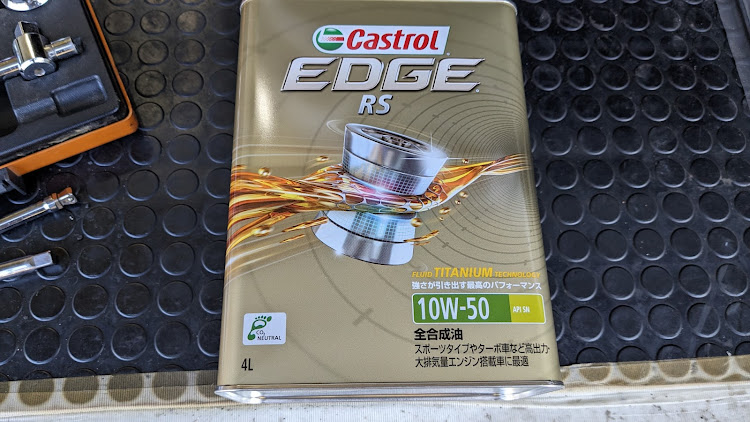 Castrol
EDGE
RS
FLUID TITANIUM TECHNOLOGY
強さが引き出す最高のパフォーマンス
10W-50 API SN
全合成油
スポーツタイプやターボ車など高出力・
大排気量エンジン搭載車に最適
CO₂
NEUTRAL
4L